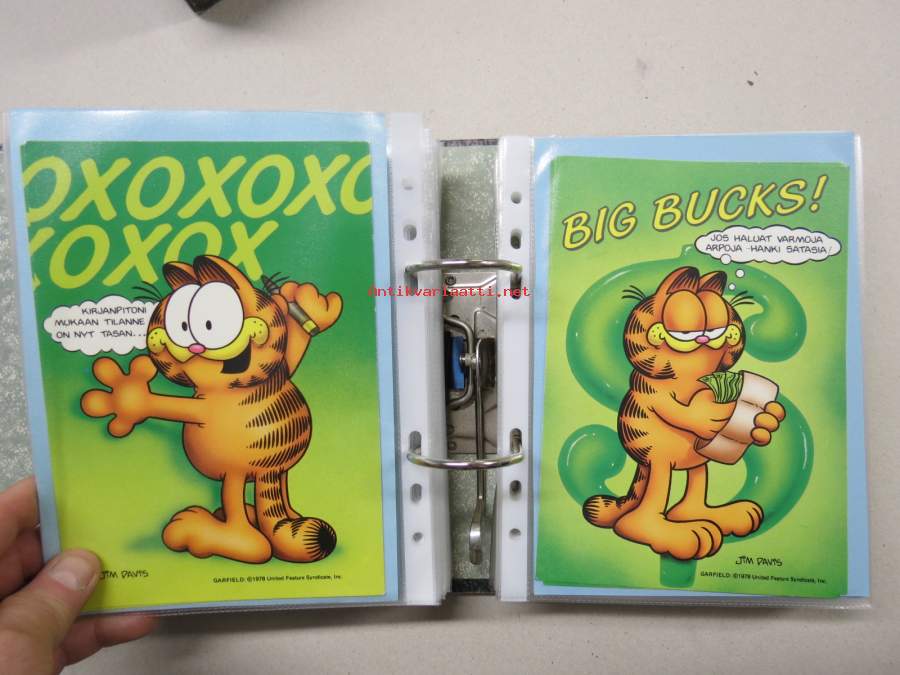 OXOXOXO
XOXOX
KIRJANPITONI
MUKAAN TILANNE
ON NYT TASAN...
JIM DAVIS
GARFIELD: ©1978 United Feature Syndicate, Inc.
Antikvariaatti.net
BIG BUCKS!
JOS HALUAT VARMOJA
ARPOJA -HANKI SATASIA!
JIM DAVIS
GARFIELD: ©1978 United Feature Syndicate, Inc.